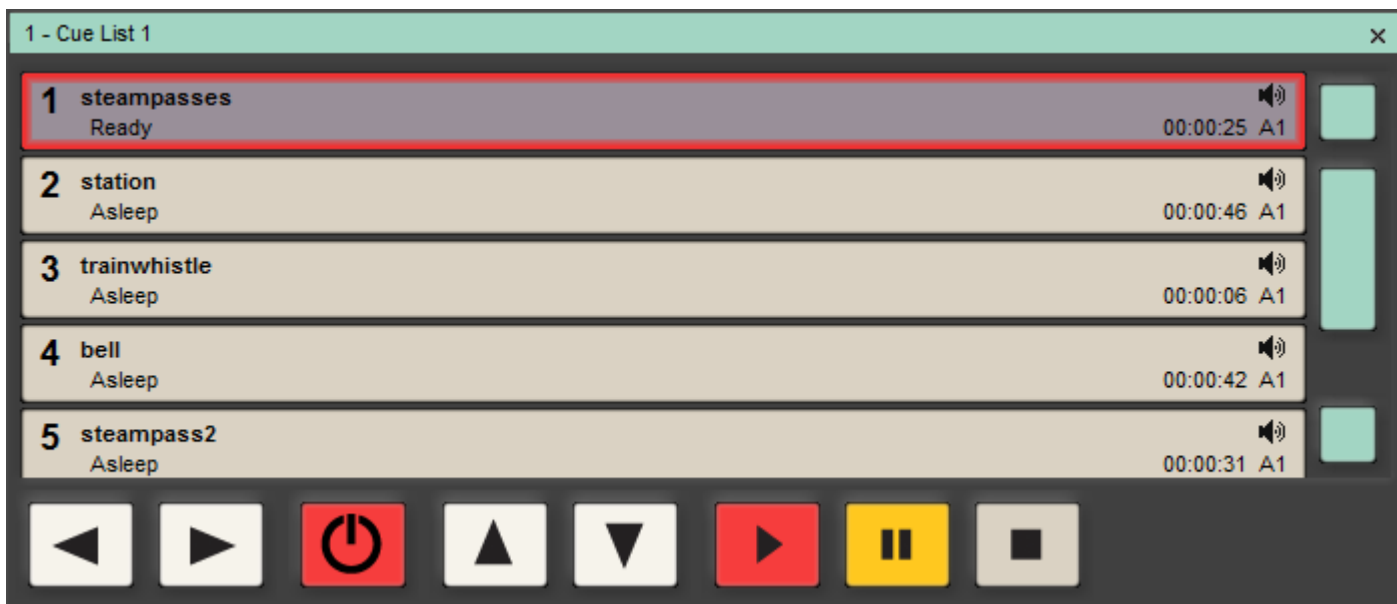 1 - Cue List 1
1 steampasses
Ready 00:00:25 A1
2 station
Asleep 00:00:46 A1
3 trainwhistle
Asleep 00:00:06 A1
4 bell
Asleep 00:00:42 A1
5 steampass2
Asleep 00:00:31 A1